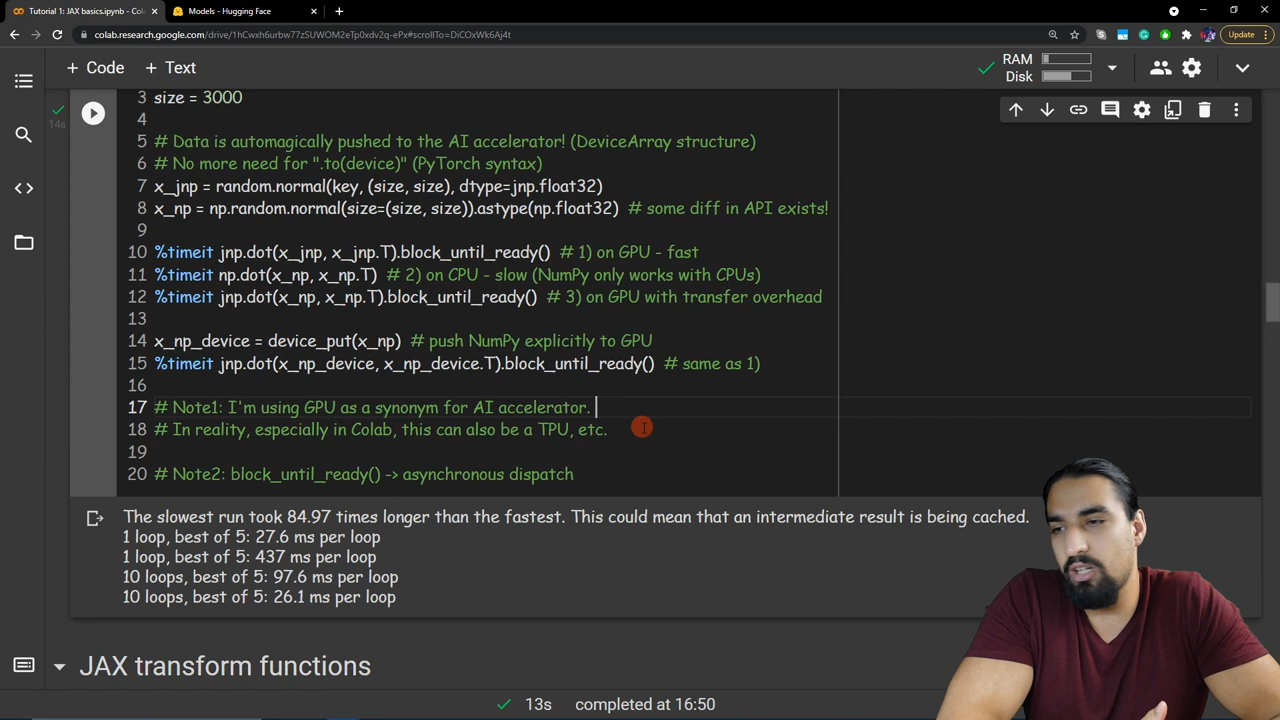 Tutorial 1: JAX basics.ipynb - Col
Models - Hugging Face
colab.research.google.com/drive/1hCwxh6urbw77zSUWOM2eTp0xdv2q-ePx#scrollTo=DiCOxWk6Aj4t
Update
+ Code + Text
RAM
Disk
14s
3 size = 3000
4
5 # Data is automagically pushed to the AI accelerator! (DeviceArray structure)
6 # No more need for ".to(device)" (PyTorch syntax)
7 x_jnp = random.normal(key, (size, size), dtype=jnp.float32)
8 x_np = np.random.normal(size=(size, size)).astype(np.float32) # some diff in API exists!
9
10 %timeit jnp.dot(x_jnp, x_jnp.T).block_until_ready() # 1) on GPU - fast
11 %timeit np.dot(x_np, x_np.T) # 2) on CPU - slow (NumPy only works with CPUs)
12 %timeit jnp.dot(x_np, x_np.T).block_until_ready() # 3) on GPU with transfer overhead
13
14 x_np_device = device_put(x_np) # push NumPy explicitly to GPU
15 %timeit jnp.dot(x_np_device, x_np_device.T).block_until_ready() # same as 1)
16
17 # Note1: I'm using GPU as a synonym for AI accelerator.
18 # In reality, especially in Colab, this can also be a TPU, etc.
19
20 # Note2: block_until_ready() -> asynchronous dispatch
The slowest run took 84.97 times longer than the fastest. This could mean that an intermediate result is being cached.
1 loop, best of 5: 27.6 ms per loop
1 loop, best of 5: 437 ms per loop
10 loops, best of 5: 97.6 ms per loop
10 loops, best of 5: 26.1 ms per loop
JAX transform functions
13s completed at 16:50